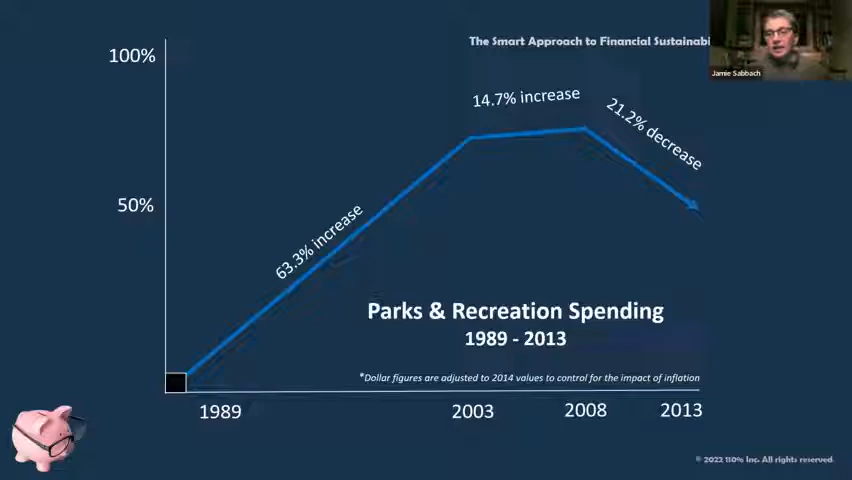 The Smart Approach to Financial Sustainabi
Jamie Sabbach
100%
14.7% increase
21.2% decrease
50%
63.3% increase
Parks & Recreation Spending
1989 - 2013
*Dollar figures are adjusted to 2014 values to control for the impact of inflation
1989 2003 2008 2013
© 2022 110% Inc. All rights reserved.